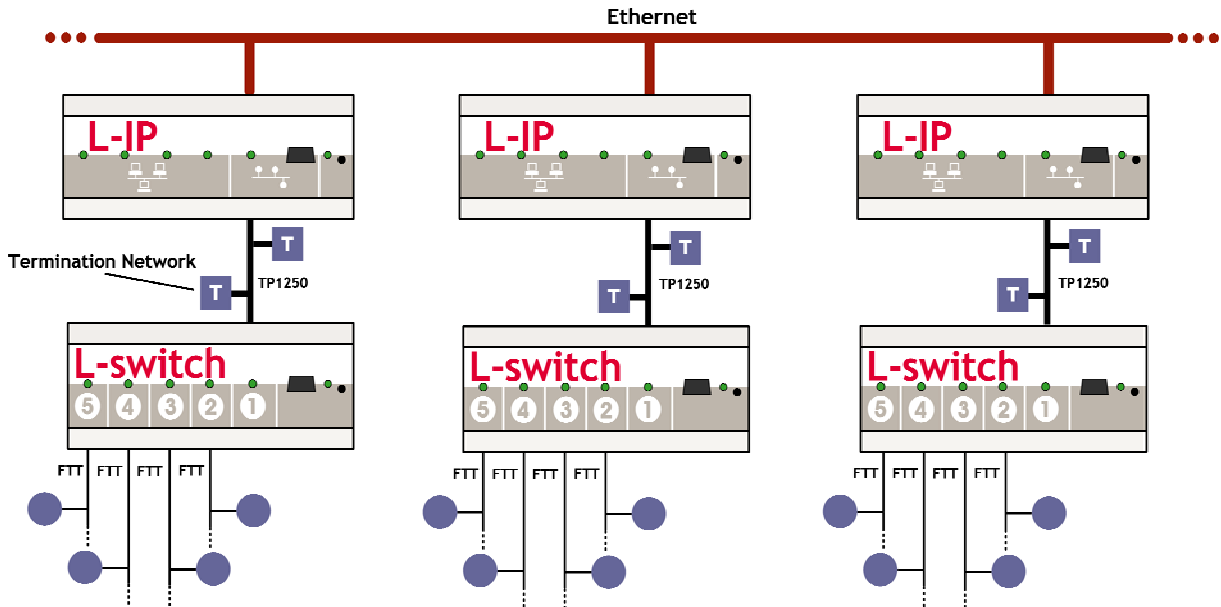 Ethernet
L-IP L-IP L-IP
T T T
Termination Network
T TP1250 T TP1250 T TP1250
L-switch L-switch L-switch
5 4 3 2 1 5 4 3 2 1 5 4 3 2 1
FTT FTT FTT FTT FTT FTT FTT FTT FTT FTT FTT FTT